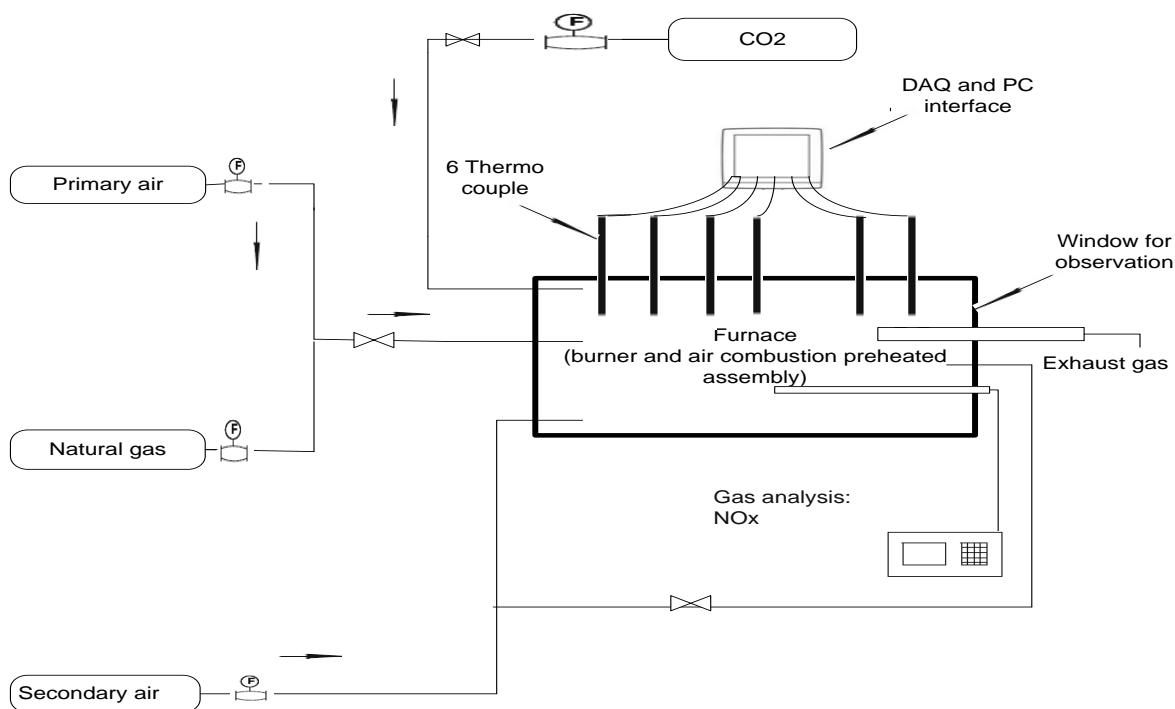 F
CO2
DAQ and PC
interface
6 Thermo
couple
F
Primary air
Window for
observation
Furnace
(burner and air combustion preheated
assembly)
Exhaust gas
F
Natural gas
Gas analysis:
NOx
F
Secondary air